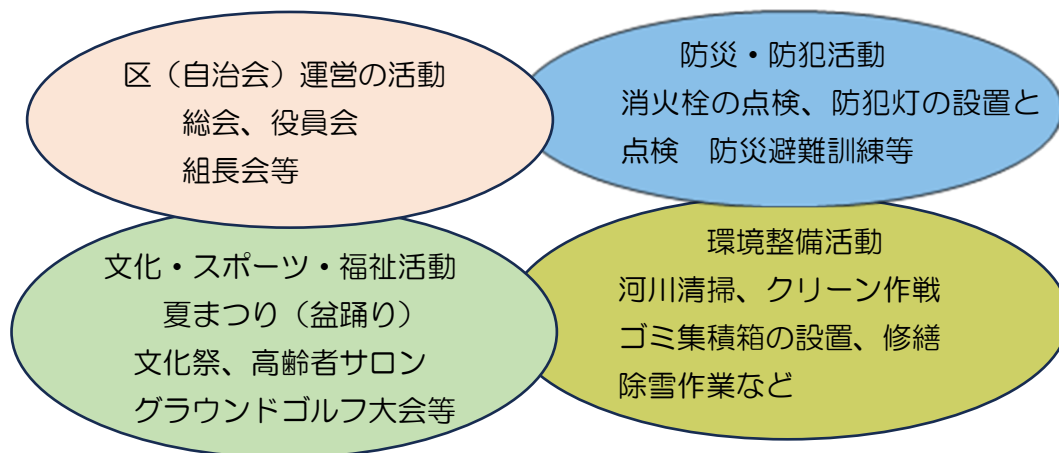 区（自治会）運営の活動
総会、役員会
組長会等
防災・防犯活動
消火栓の点検、防犯灯の設置と
点検　防災避難訓練等
文化・スポーツ・福祉活動
夏まつり（盆踊り）
文化祭、高齢者サロン
グラウンドゴルフ大会等
環境整備活動
河川清掃、クリーン作戦
ゴミ集積箱の設置、修繕
除雪作業など